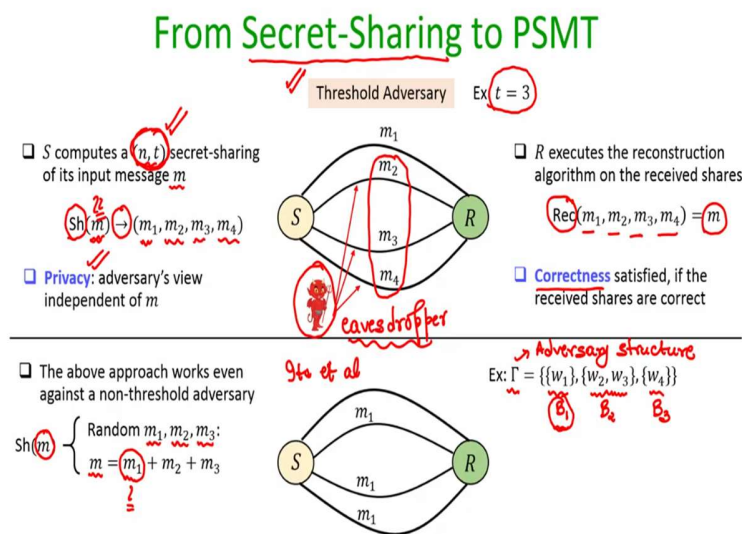 From Secret-Sharing to PSMT
Threshold Adversary Ex: t = 3
❑ S computes a (n, t) secret-sharing
of its input message m
Sh(m) → (m₁, m₂, m₃, m₄)
❑ Privacy: adversary's view
independent of m
S
R
m₁
m₂
m₃
m₄
eavesdropper
❑ R executes the reconstruction
algorithm on the received shares
Rec(m₁, m₂, m₃, m₄) = m
❑ Correctness satisfied, if the
received shares are correct
❑ The above approach works even
against a non-threshold adversary
Sh(m) { Random m₁, m₂, m₃:
m = m₁ + m₂ + m₃
Ito et al
S
R
m₁
m₁
m₁
Adversary structure
Ex: Γ = {{w₁}, {w₂, w₃}, {w₄}}
B₁ B₂ B₃